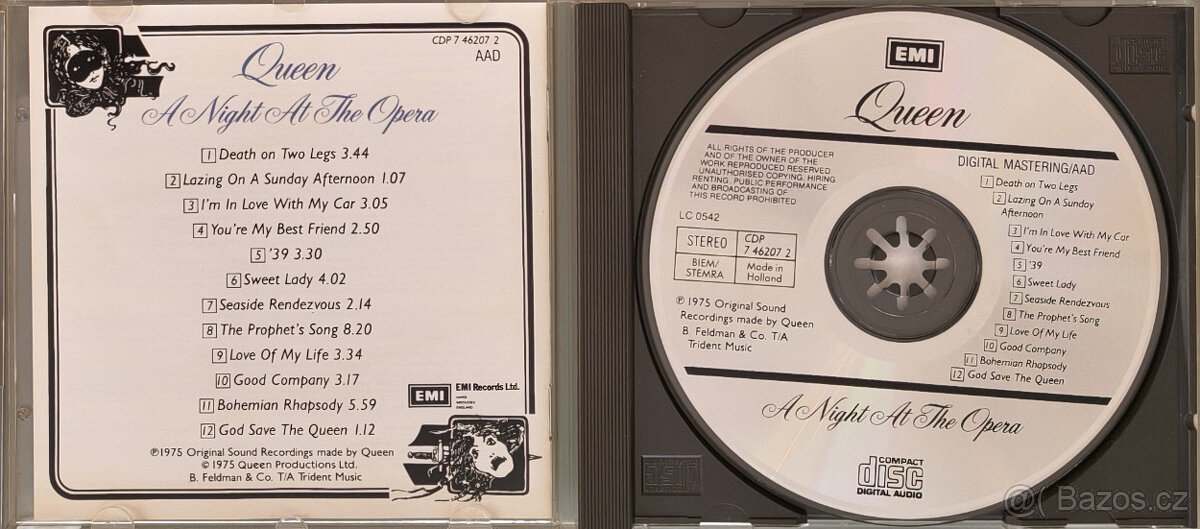 CDP 7 46207 2
AAD
Queen
A Night At The Opera
1 Death on Two Legs 3.44
2 Lazing On A Sunday Afternoon 1.07
3 I'm In Love With My Car 3.05
4 You're My Best Friend 2.50
5 '39 3.30
6 Sweet Lady 4.02
7 Seaside Rendezvous 2.14
8 The Prophet's Song 8.20
9 Love Of My Life 3.34
10 Good Company 3.17
11 Bohemian Rhapsody 5.59
12 God Save The Queen 1.12
EMI
EMI Records Ltd.
ENGLAND
℗1975 Original Sound Recordings made by Queen
© 1975 Queen Productions Ltd.
B. Feldman & Co. T/A Trident Music
EMI
Queen
ALL RIGHTS OF THE PRODUCER
AND OF THE OWNER OF THE
WORK REPRODUCED RESERVED
UNAUTHORISED COPYING, HIRING
RENTING, PUBLIC PERFORMANCE
AND BROADCASTING OF
THIS RECORD PROHIBITED
LC 0542
STEREO
CDP
7 46207 2
BIEM/
STEMRA
Made in
Holland
℗ 1975 Original Sound
Recordings made by Queen
B. Feldman & Co. T/A
Trident Music
DIGITAL MASTERING/AAD
1 Death on Two Legs
2 Lazing On A Sunday
Afternoon
3 I'm In Love With My Car
4 You're My Best Friend
5 '39
6 Sweet Lady
7 Seaside Rendezvous
8 The Prophet's Song
9 Love Of My Life
10 Good Company
11 Bohemian Rhapsody
12 God Save The Queen
A Night At The Opera
COMPACT
disc
DIGITAL AUDIO
disc
disc
Bazos.cz